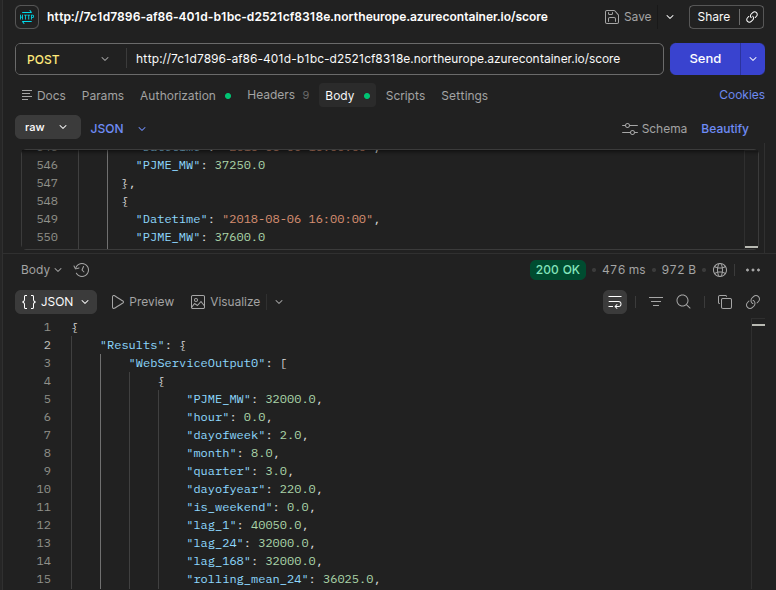 HTTP http://7c1d7896-af86-401d-b1bc-d2521cf8318e.northeurope.azurecontainer.io/score Save Share
POST http://7c1d7896-af86-401d-b1bc-d2521cf8318e.northeurope.azurecontainer.io/score Send
Docs Params Authorization Headers 9 Body Scripts Settings Cookies
raw JSON Schema Beautify
546 "PJME_MW": 37250.0
547 },
548 {
549 "Datetime": "2018-08-06 16:00:00",
550 "PJME_MW": 37600.0
Body 200 OK • 476 ms • 972 B
{ } JSON Preview Visualize
1 {
2 "Results": {
3 "WebServiceOutput0": [
4 {
5 "PJME_MW": 32000.0,
6 "hour": 0.0,
7 "dayofweek": 2.0,
8 "month": 8.0,
9 "quarter": 3.0,
10 "dayofyear": 220.0,
11 "is_weekend": 0.0,
12 "lag_1": 40050.0,
13 "lag_24": 32000.0,
14 "lag_168": 32000.0,
15 "rolling_mean_24": 36025.0,